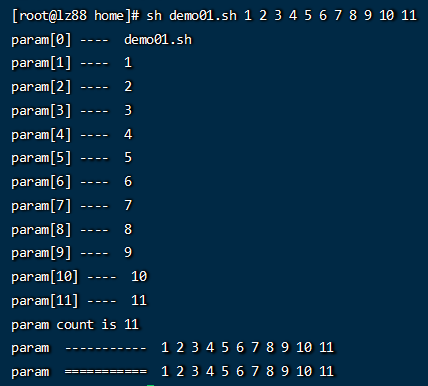 [root@lz88 home]# sh demo01.sh 1 2 3 4 5 6 7 8 9 10 11
param[0] ----  demo01.sh
param[1] ----  1
param[2] ----  2
param[3] ----  3
param[4] ----  4
param[5] ----  5
param[6] ----  6
param[7] ----  7
param[8] ----  8
param[9] ----  9
param[10] ----  10
param[11] ----  11
param count is 11
param  -----------  1 2 3 4 5 6 7 8 9 10 11
param  ===========  1 2 3 4 5 6 7 8 9 10 11